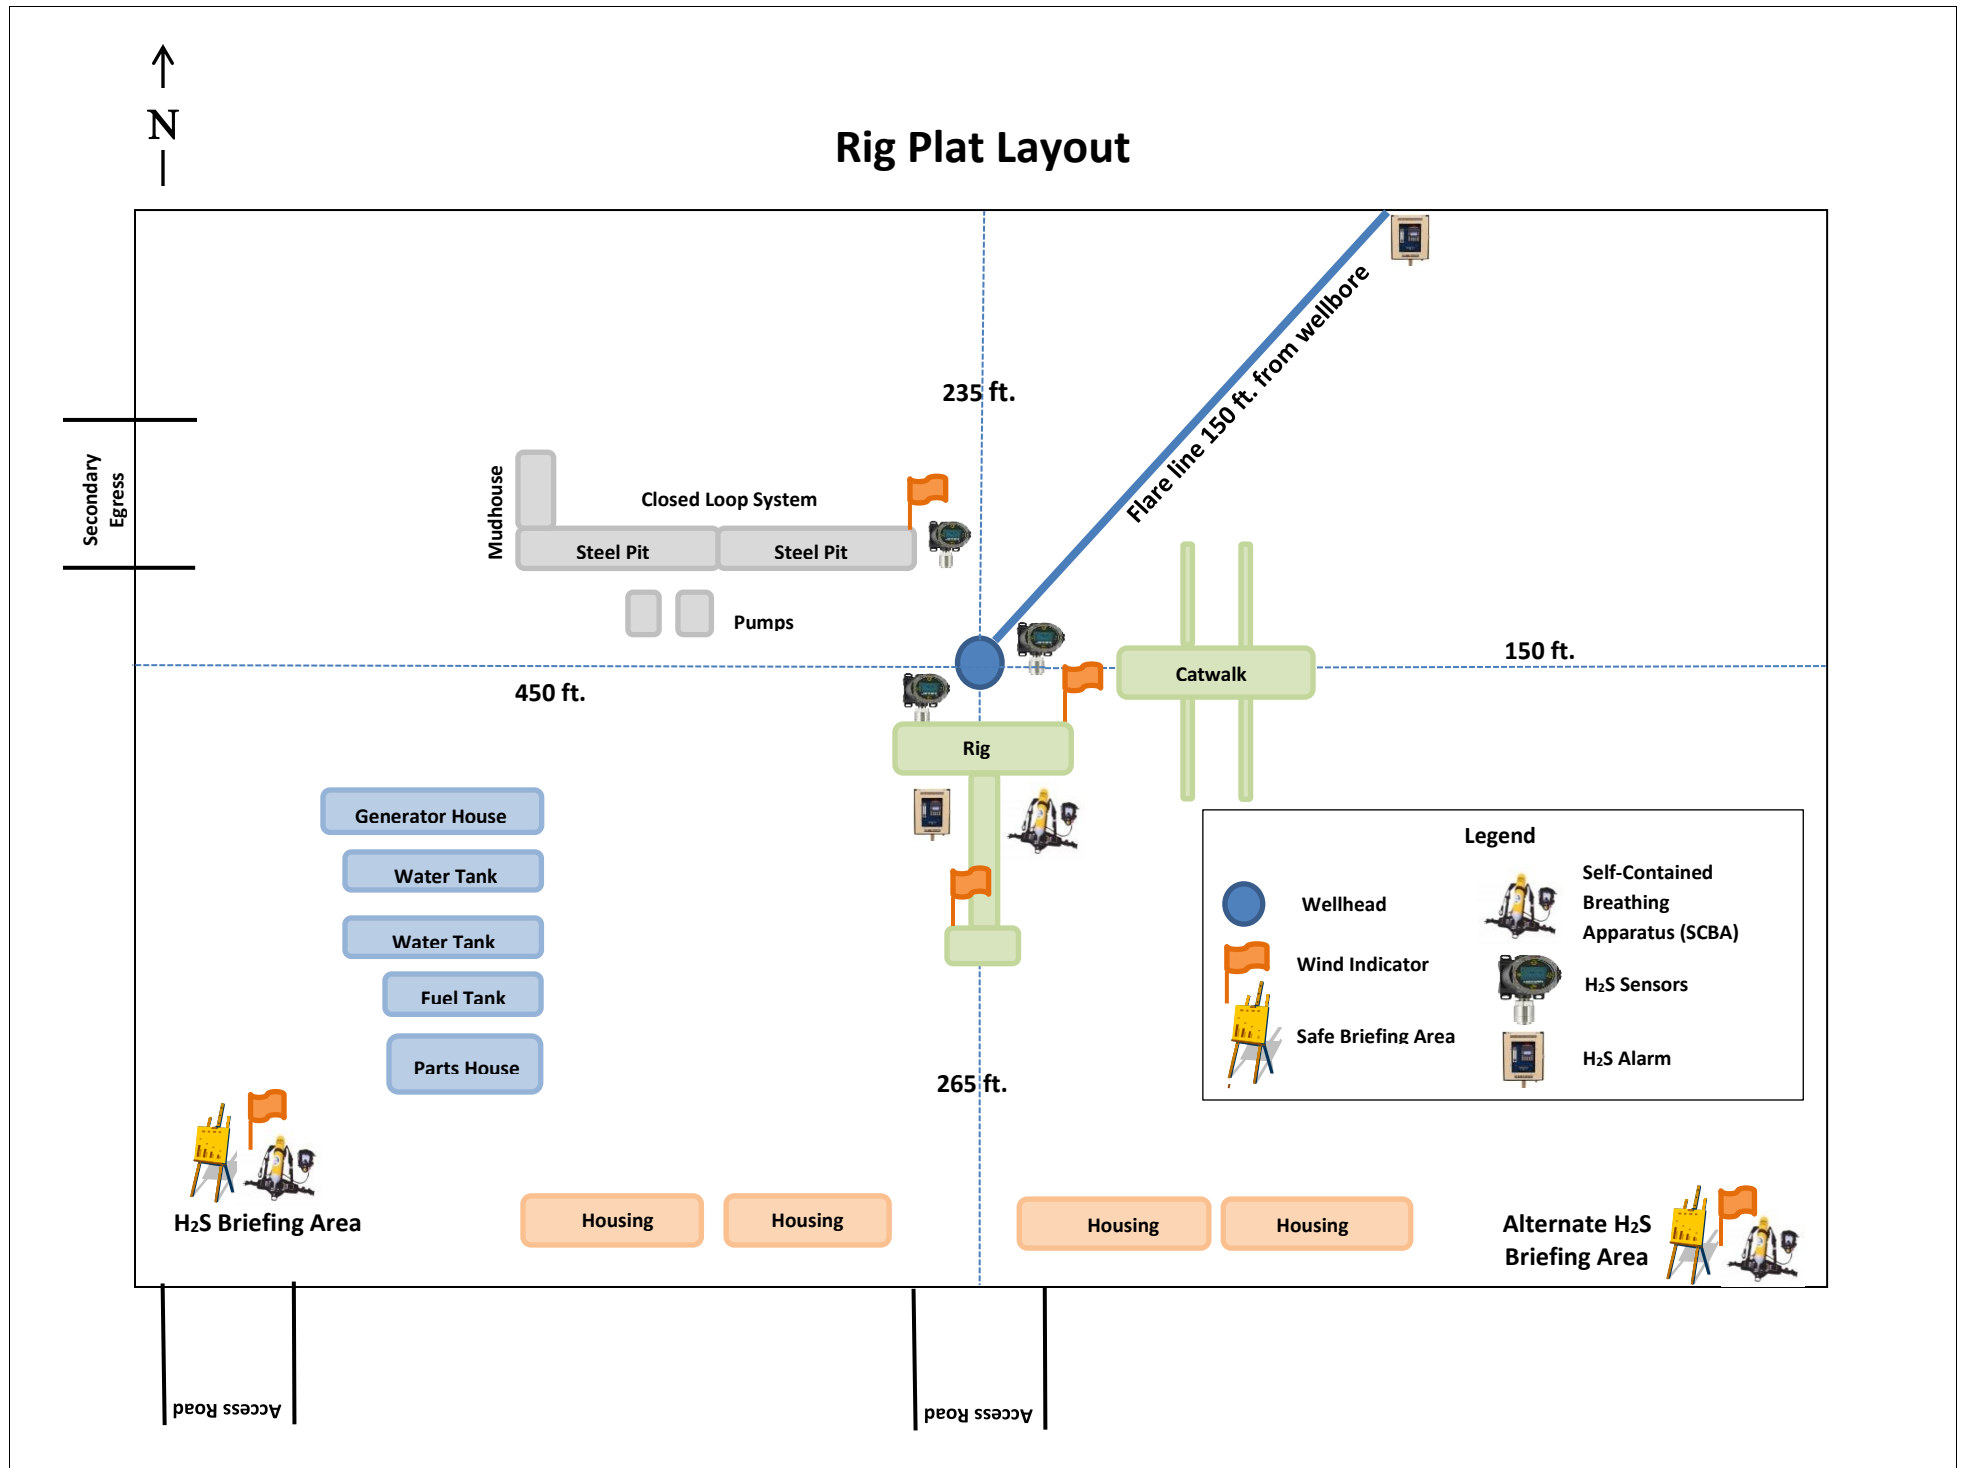 N
Rig Plat Layout
Flare line 150 ft. from wellbore
235 ft.
Secondary
Egress
Mudhouse
Closed Loop System
Steel Pit
Steel Pit
Pumps
450 ft.
150 ft.
Catwalk
Rig
Generator House
Water Tank
Water Tank
Fuel Tank
Parts House
265 ft.
Legend
Wellhead
Wind Indicator
Safe Briefing Area
Self-Contained
Breathing
Apparatus (SCBA)
H2S Sensors
H2S Alarm
H2S Briefing Area
Housing
Housing
Housing
Housing
Alternate H2S
Briefing Area
Access Road
Access Road